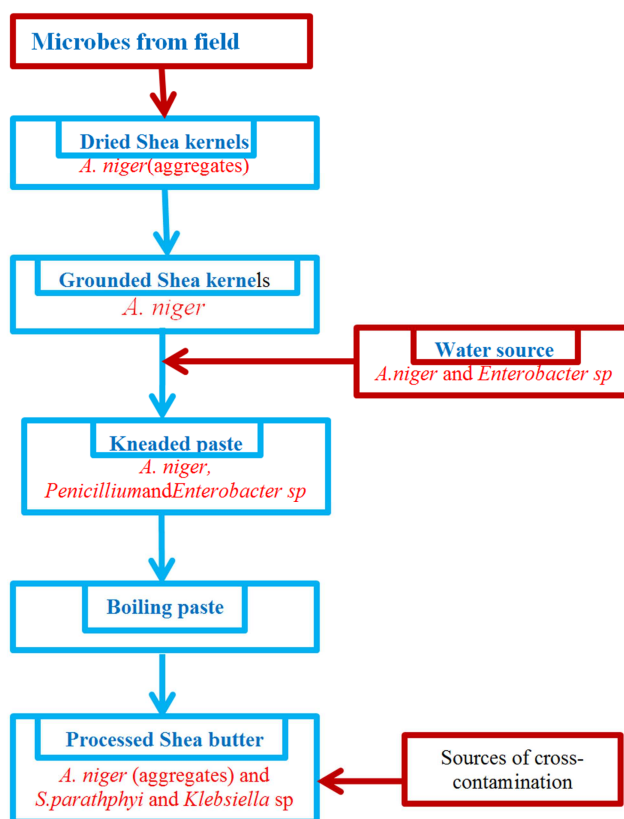 Microbes from field
Dried Shea kernels
A. niger(aggregates)
Grounded Shea kernels
A. niger
Water source
A.niger and Enterobacter sp
Kneaded paste
A. niger,
PenicilliumandEnterobacter sp
Boiling paste
Processed Shea butter
A. niger (aggregates) and
S.parathphyi and Klebsiella sp
Sources of cross-
contamination